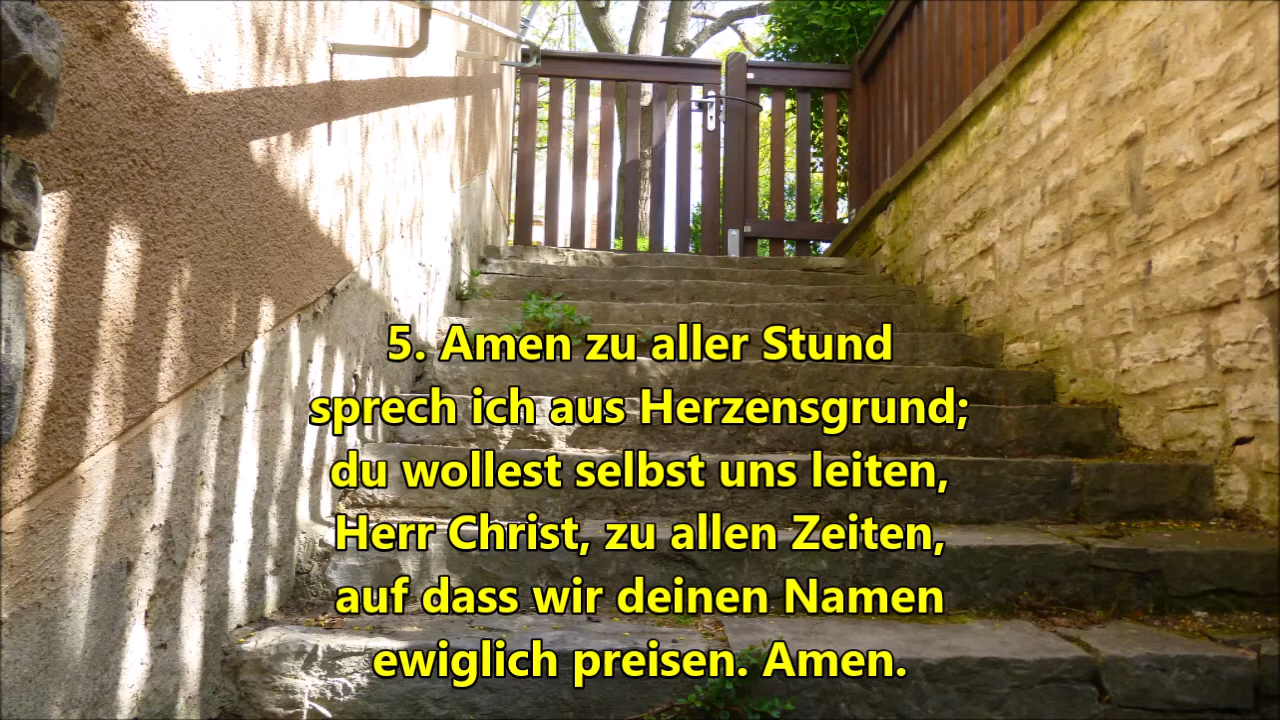 5. Amen zu aller Stund
sprech ich aus Herzensgrund;
du wollest selbst uns leiten,
Herr Christ, zu allen Zeiten,
auf dass wir deinen Namen
ewiglich preisen. Amen.